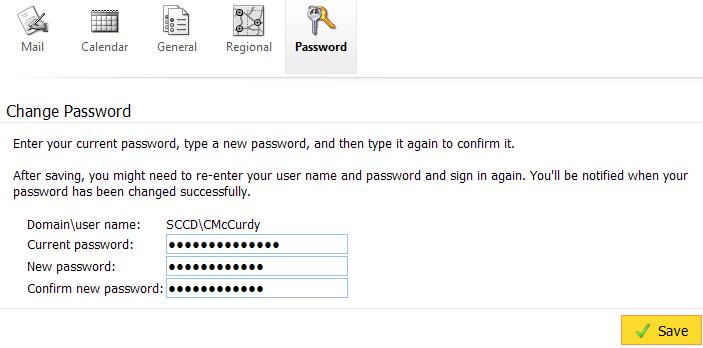 Mail Calendar General Regional Password
Change Password
Enter your current password, type a new password, and then type it again to confirm it.
After saving, you might need to re-enter your user name and password and sign in again. You'll be notified when your
password has been changed successfully.
Domain\user name: SCCD\CMcCurdy
Current password: ●●●●●●●●●●●●●●
New password: ●●●●●●●●●●●●
Confirm new password: ●●●●●●●●●●●●
Save